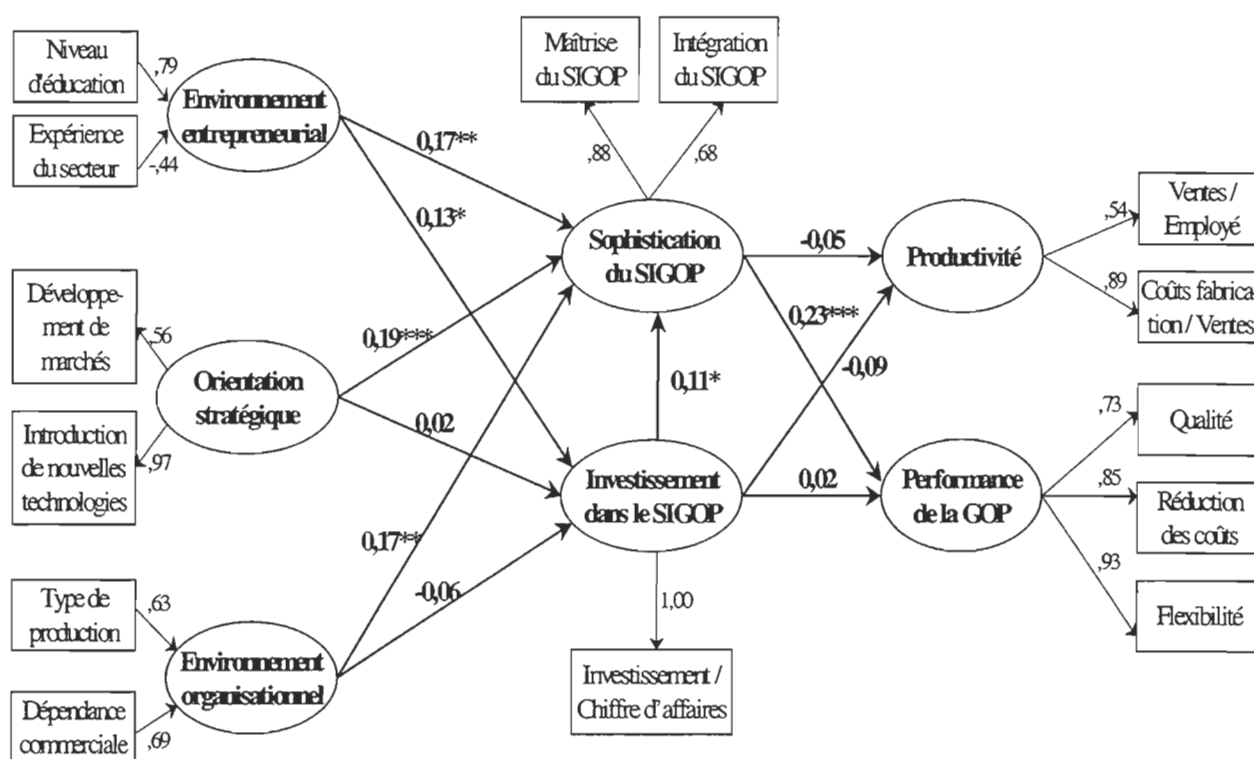 Niveau
d'éducation
,79
Expérience
du secteur
-,44
Environnement
entrepreneurial
Maîtrise
du SIGOP
Intégration
du SIGOP
,88
,68
0,17**
0,13*
Sophistication
du SIGOP
-0,05
Productivité
,54
Ventes /
Employé
,89
Coûts fabrica-
tion / Ventes
Dévelope-
ment de
marchés
,56
Orientation
stratégique
Introduction
de nouvelles
technologies
,97
0,19***
0,02
0,11*
0,23***
-0,09
Investissement
dans le SIGOP
0,02
Performance
de la GOP
,73
Qualité
,85
Réduction
des coûts
,93
Flexibilité
0,17**
-0,06
Type de
production
,63
Environnement
organisationnel
Dépendance
commerciale
,69
1,00
Investissement /
Chiffre d'affaires